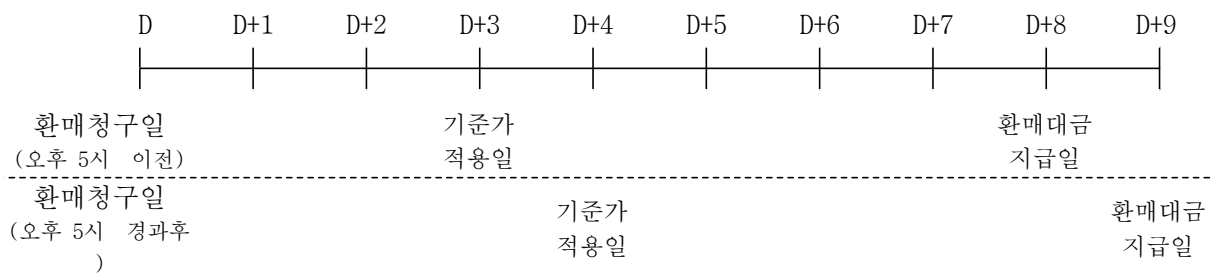 D D+1 D+2 D+3 D+4 D+5 D+6 D+7 D+8 D+9
환매청구일 기준가 환매대금
(오후 5시 이전) 적용일 지급일
환매청구일 기준가 환매대금
(오후 5시 경과후 적용일 지급일
)